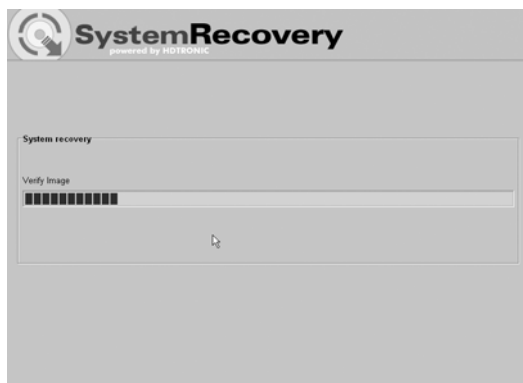 SystemRecovery
powered by HDTRONIC
System recovery
Verify Image